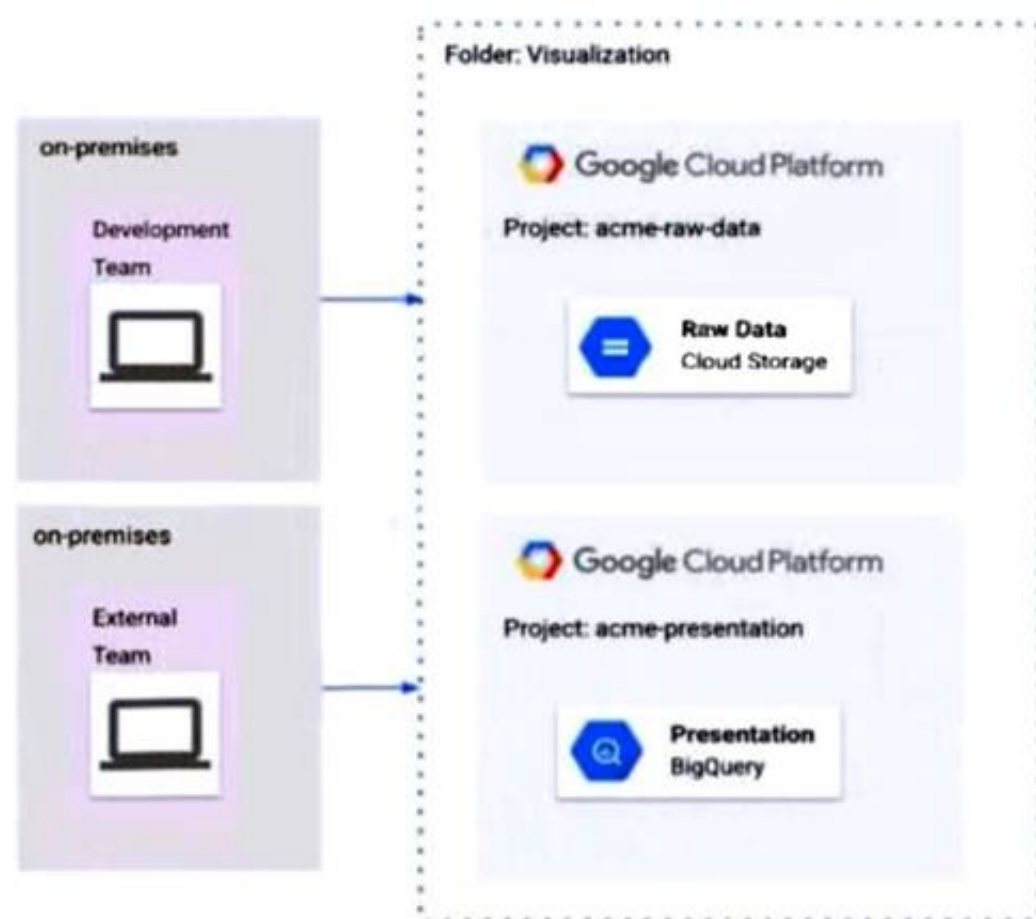 Folder: Visualization
on-premises
Development
Team
Google Cloud Platform
Project: acme-raw-data
Raw Data
Cloud Storage
on-premises
External
Team
Google Cloud Platform
Project: acme-presentation
Presentation
BigQuery